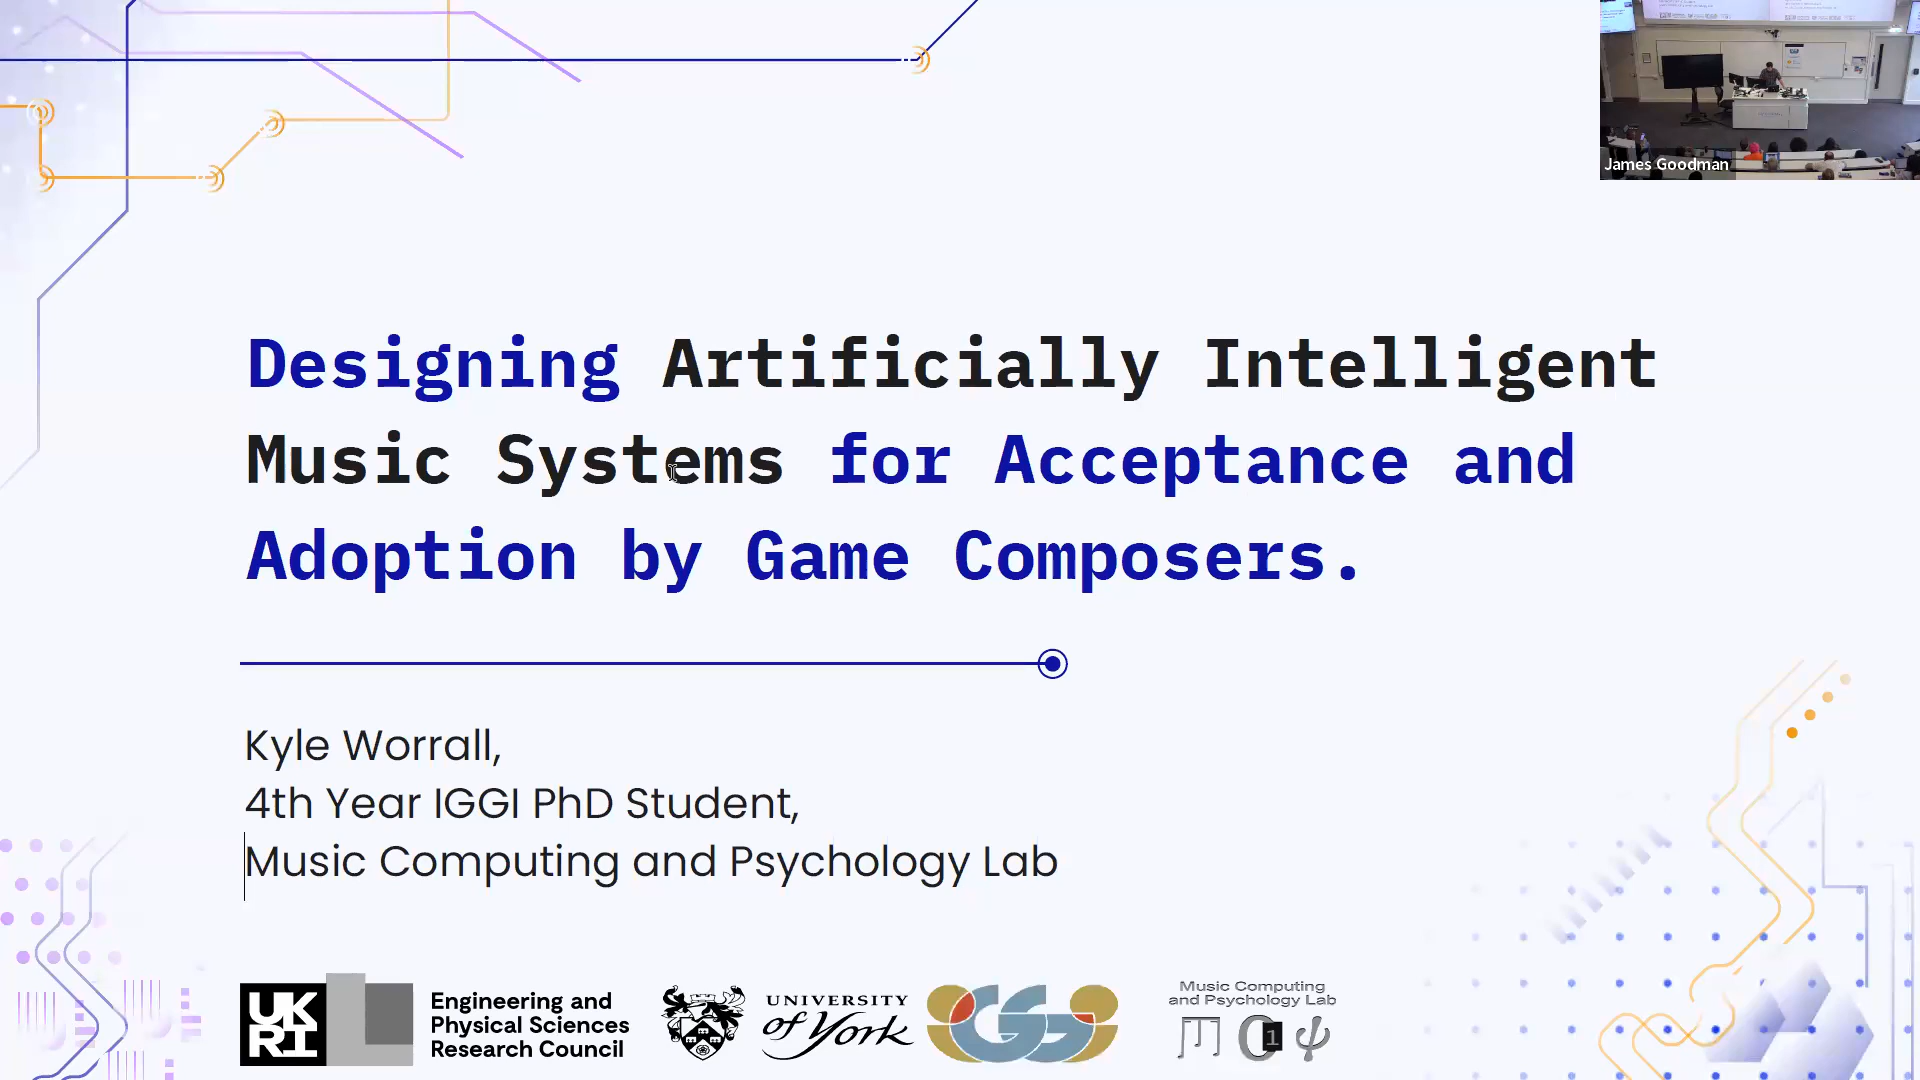 James Goodman
Designing Artificially Intelligent
Music Systems for Acceptance and
Adoption by Game Composers.
Kyle Worrall,
4th Year IGGI PhD Student,
Music Computing and Psychology Lab
UK
RI
Engineering and
Physical Sciences
Research Council
UNIVERSITY
of York
iGGi
Music Computing
and Psychology Lab
m C ψ
1